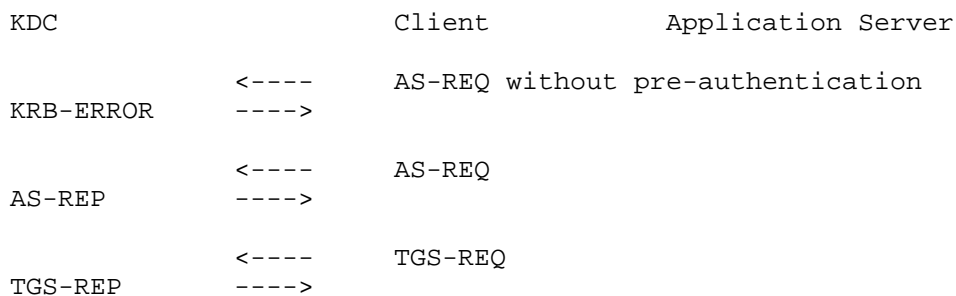 KDC Client Application Server
<---- AS-REQ without pre-authentication
KRB-ERROR ---->
<---- AS-REQ
AS-REP ---->
<---- TGS-REQ
TGS-REP ---->